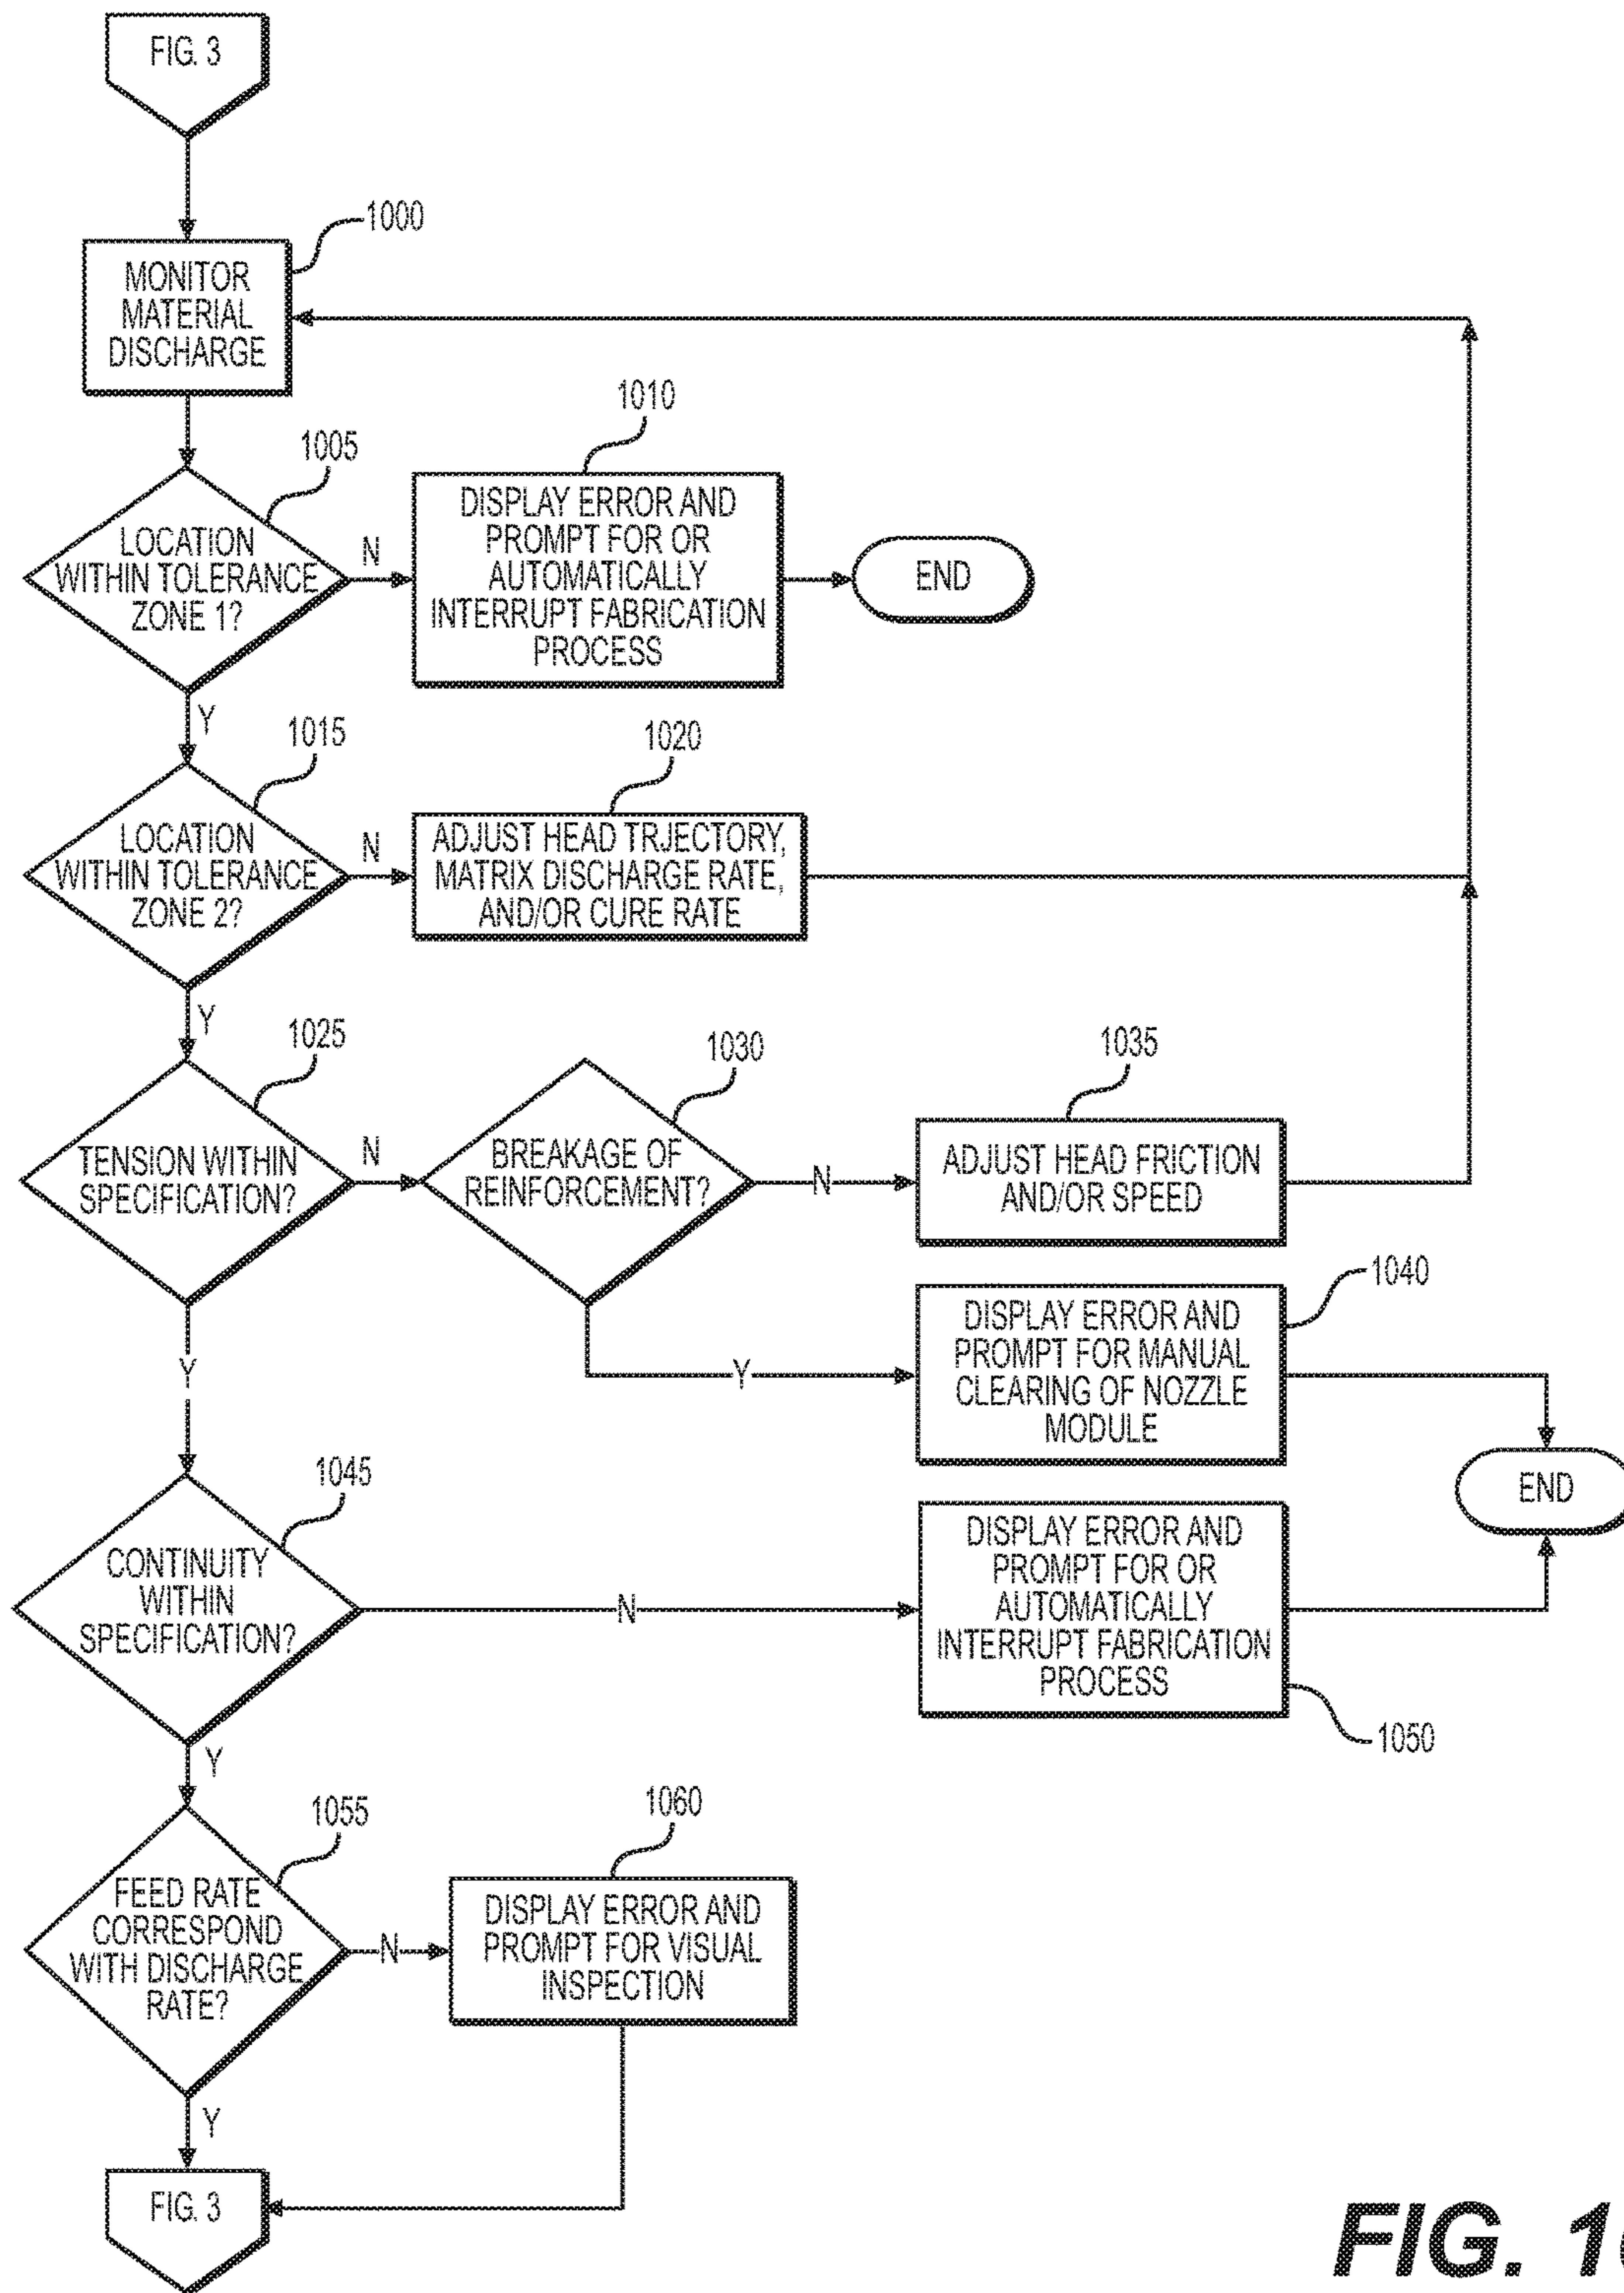 FIG. 3
1000
MONITOR
MATERIAL
DISCHARGE
1005
LOCATION
WITHIN TOLERANCE
ZONE 1?
N
1010
DISPLAY ERROR AND
PROMPT FOR OR
AUTOMATICALLY
INTERRUPT FABRICATION
PROCESS
END
Y
1015
LOCATION
WITHIN TOLERANCE
ZONE 2?
N
1020
ADJUST HEAD TRJECTORY,
MATRIX DISCHARGE RATE,
AND/OR CURE RATE
Y
1025
TENSION WITHIN
SPECIFICATION?
N
1030
BREAKAGE OF
REINFORCEMENT?
N
1035
ADJUST HEAD FRICTION
AND/OR SPEED
Y
1040
DISPLAY ERROR AND
PROMPT FOR MANUAL
CLEARING OF NOZZLE
MODULE
END
Y
1045
CONTINUITY
WITHIN
SPECIFICATION?
N
DISPLAY ERROR AND
PROMPT FOR OR
AUTOMATICALLY
INTERRUPT FABRICATION
PROCESS
1050
Y
1055
FEED RATE
CORRESPOND
WITH DISCHARGE
RATE?
N
1060
DISPLAY ERROR AND
PROMPT FOR VISUAL
INSPECTION
Y
FIG. 3
FIG.